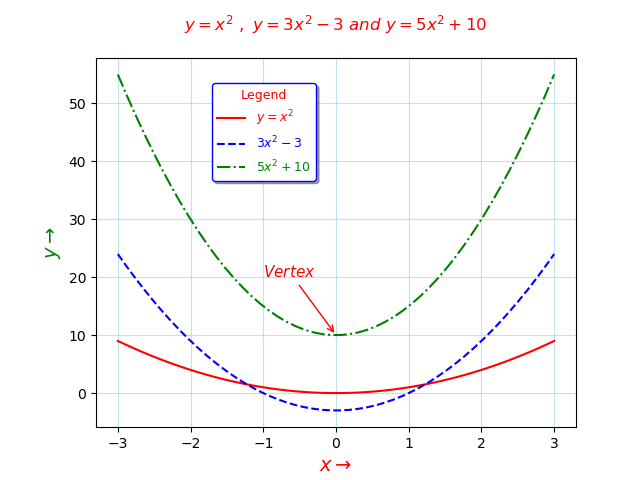 y = x² , y = 3x² − 3 and y = 5x² + 10
Legend
y = x²
3x² − 3
5x² + 10
Vertex
50
40
30
20
10
0
y→
−3 −2 −1 0 1 2 3
x→